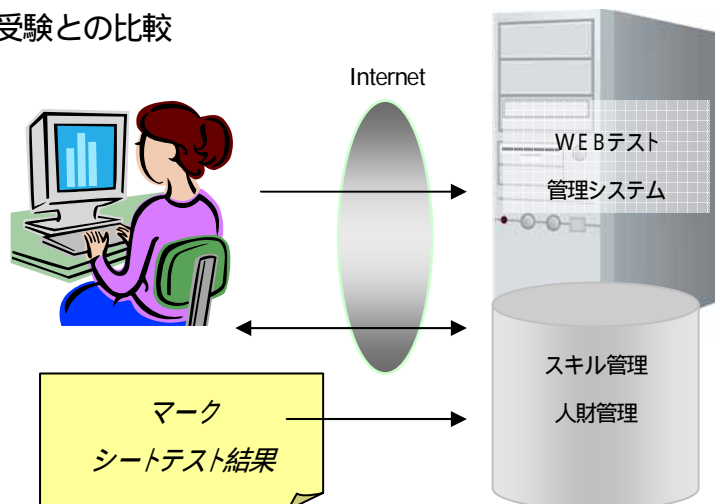 受験との比較
Internet
WEBテスト
管理システム
スキル管理
人財管理
マーク
シートテスト結果